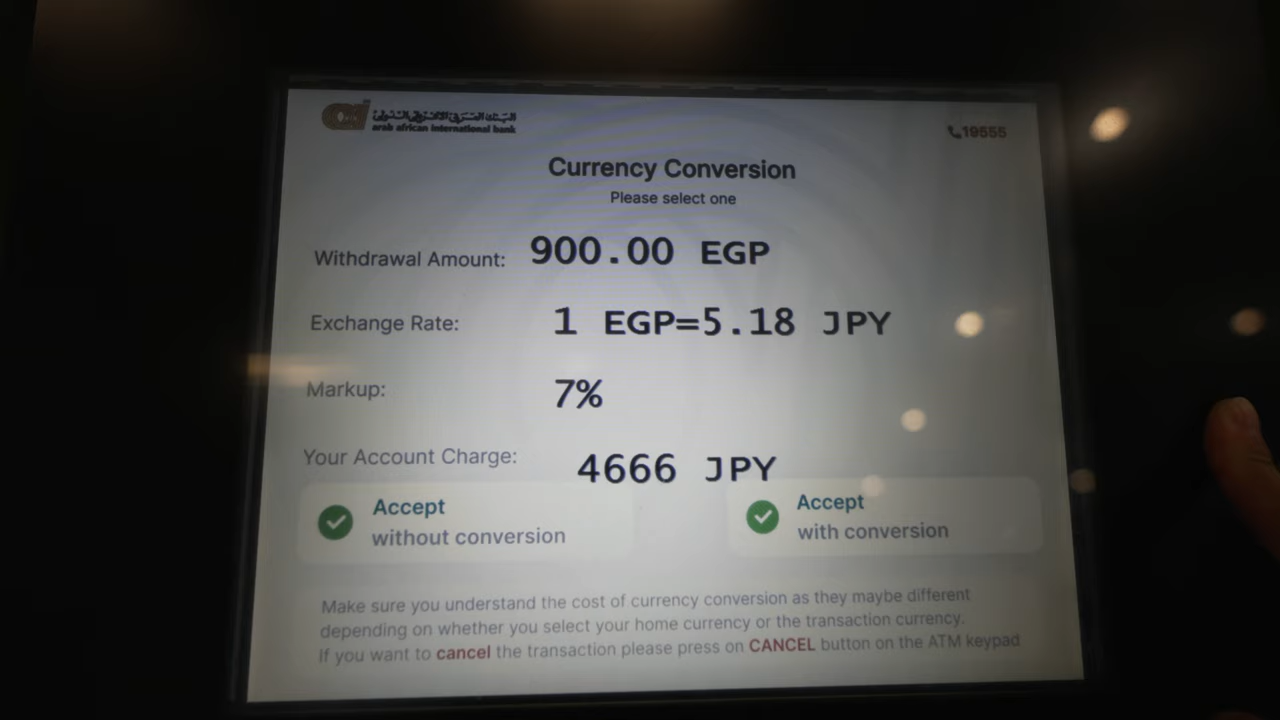 البنك العربي الافريقي الدولي
arab african international bank
19555
Currency Conversion
Please select one
Withdrawal Amount: 900.00 EGP
Exchange Rate: 1 EGP=5.18 JPY
Markup: 7%
Your Account Charge: 4666 JPY
Accept
without conversion
Accept
with conversion
Make sure you understand the cost of currency conversion as they maybe different
depending on whether you select your home currency or the transaction currency.
If you want to cancel the transaction please press on CANCEL button on the ATM keypad